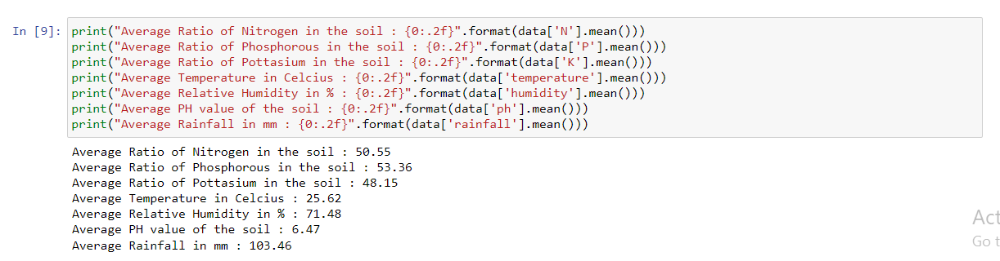 In [9]: print("Average Ratio of Nitrogen in the soil : {0:.2f}".format(data['N'].mean()))
print("Average Ratio of Phosphorous in the soil : {0:.2f}".format(data['P'].mean()))
print("Average Ratio of Pottasium in the soil : {0:.2f}".format(data['K'].mean()))
print("Average Temperature in Celcius : {0:.2f}".format(data['temperature'].mean()))
print("Average Relative Humidity in % : {0:.2f}".format(data['humidity'].mean()))
print("Average PH value of the soil : {0:.2f}".format(data['ph'].mean()))
print("Average Rainfall in mm : {0:.2f}".format(data['rainfall'].mean()))
Average Ratio of Nitrogen in the soil : 50.55
Average Ratio of Phosphorous in the soil : 53.36
Average Ratio of Pottasium in the soil : 48.15
Average Temperature in Celcius : 25.62
Average Relative Humidity in % : 71.48
Average PH value of the soil : 6.47
Average Rainfall in mm : 103.46
Act
Go t